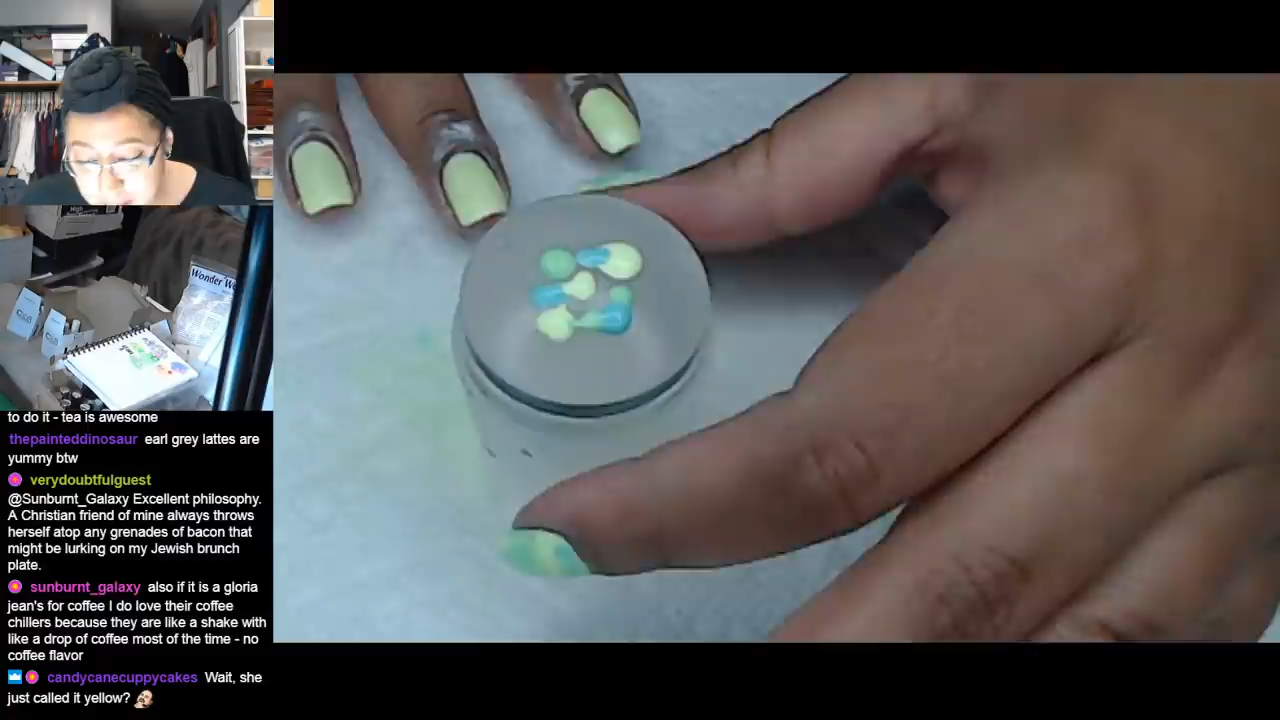 Wonder We
to do it - tea is awesome
thepainteddinosaur earl grey lattes are
yummy btw
verydoubtfulguest
@Sunburnt_Galaxy Excellent philosophy.
A Christian friend of mine always throws
herself atop any grenades of bacon that
might be lurking on my Jewish brunch
plate.
sunburnt_galaxy also if it is a gloria
jean's for coffee I do love their coffee
chillers because they are like a shake with
like a drop of coffee most of the time - no
coffee flavor
candycanecuppycakes Wait, she
just called it yellow?